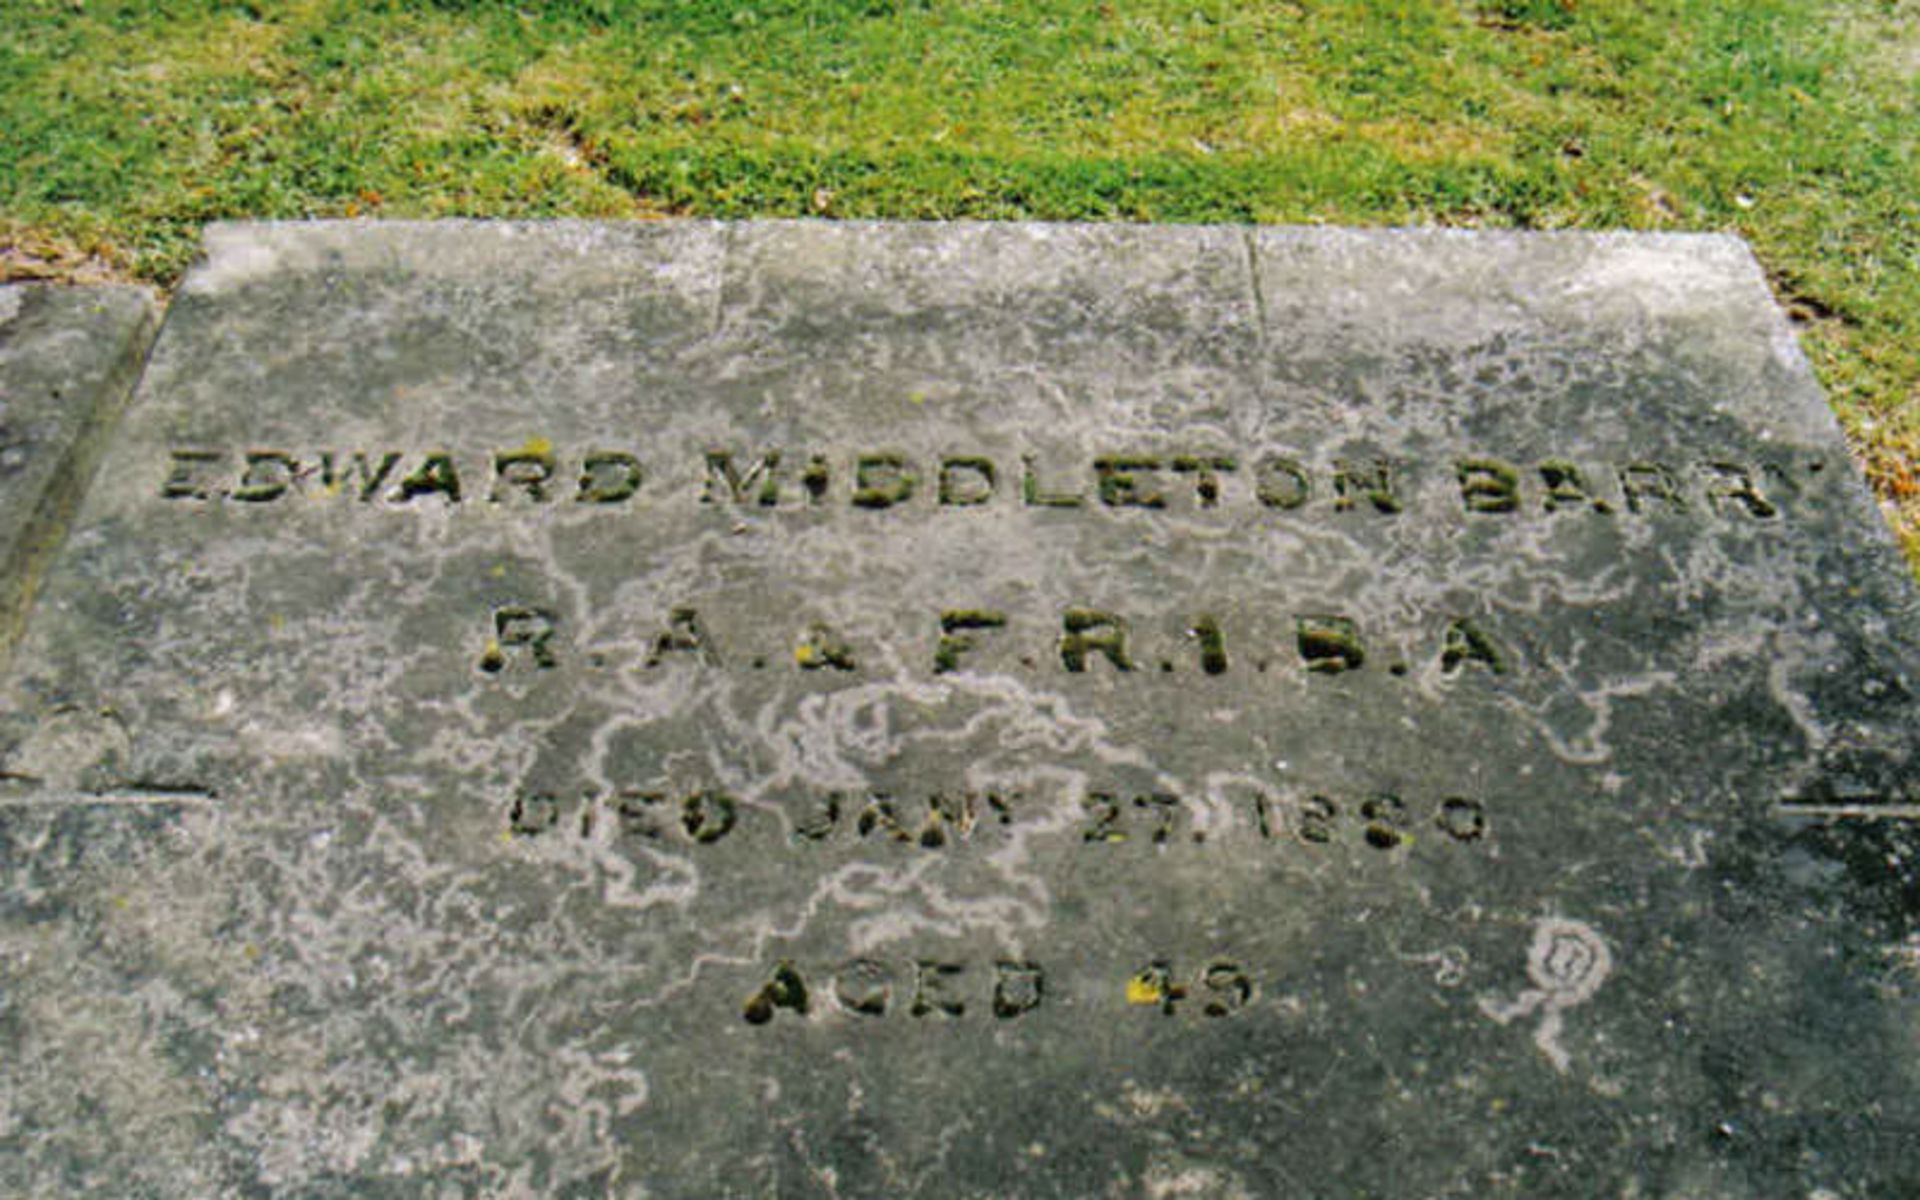 EDWARD MIDDLETON BARRY
R.A. & F.R.I.B.A
DIED JANY 27. 1880
AGED 49